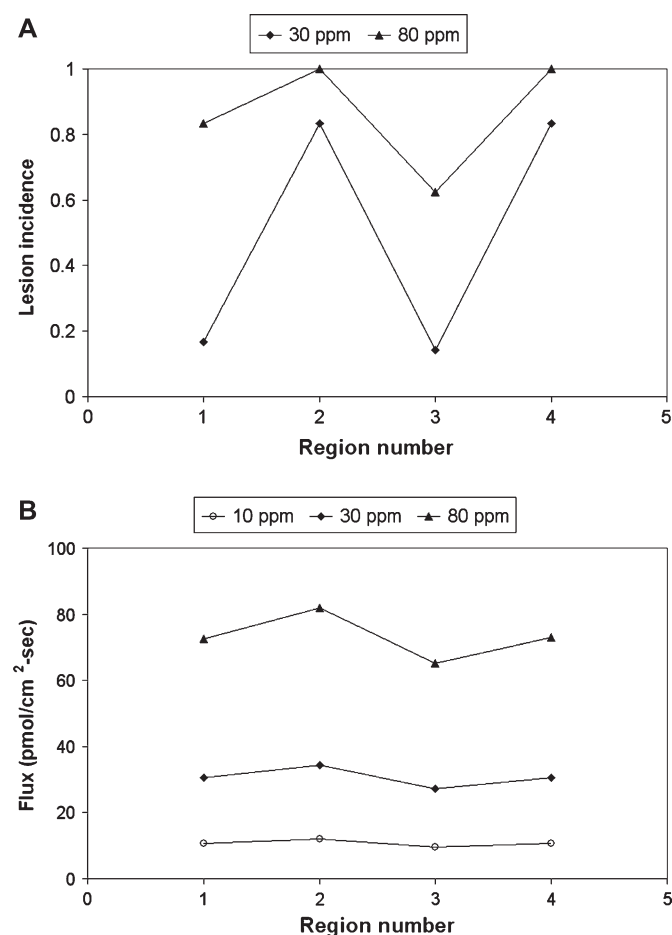 A
30 ppm 80 ppm
1
0.8
0.6
0.4
0.2
0
Lesion incidence
0 1 2 3 4 5
Region number
B
10 ppm 30 ppm 80 ppm
100
80
60
40
20
0
Flux (pmol/cm²-sec)
0 1 2 3 4 5
Region number